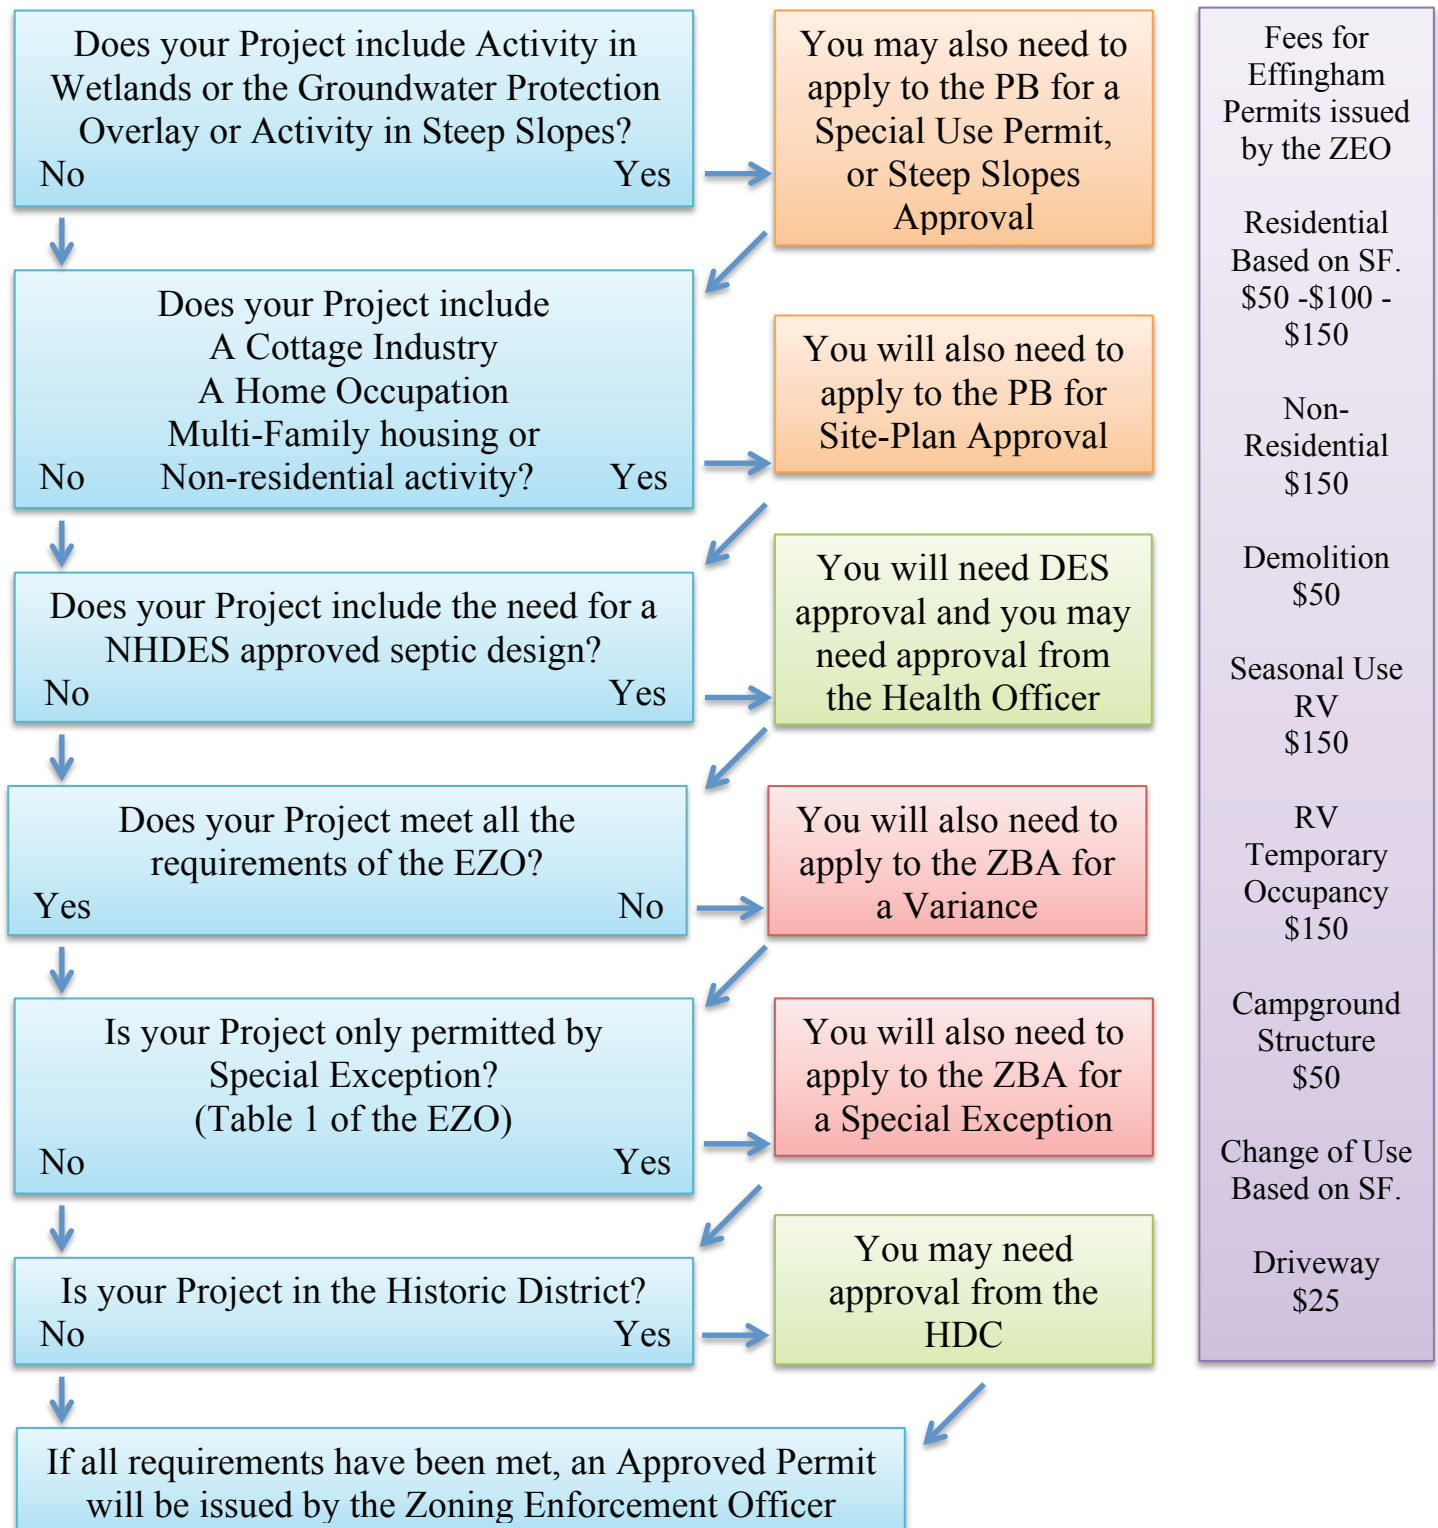 Does your Project include Activity in
Wetlands or the Groundwater Protection
Overlay or Activity in Steep Slopes?
No Yes
You may also need to
apply to the PB for a
Special Use Permit,
or Steep Slopes
Approval
Does your Project include
A Cottage Industry
A Home Occupation
Multi-Family housing or
No Non-residential activity? Yes
You will also need to
apply to the PB for
Site-Plan Approval
Does your Project include the need for a
NHDES approved septic design?
No Yes
You will need DES
approval and you may
need approval from
the Health Officer
Does your Project meet all the
requirements of the EZO?
Yes No
You will also need to
apply to the ZBA for
a Variance
Is your Project only permitted by
Special Exception?
(Table 1 of the EZO)
No Yes
You will also need to
apply to the ZBA for
a Special Exception
Is your Project in the Historic District?
No Yes
You may need
approval from the
HDC
If all requirements have been met, an Approved Permit
will be issued by the Zoning Enforcement Officer
Fees for
Effingham
Permits issued
by the ZEO
Residential
Based on SF.
$50 -$100 -
$150
Non-
Residential
$150
Demolition
$50
Seasonal Use
RV
$150
RV
Temporary
Occupancy
$150
Campground
Structure
$50
Change of Use
Based on SF.
Driveway
$25